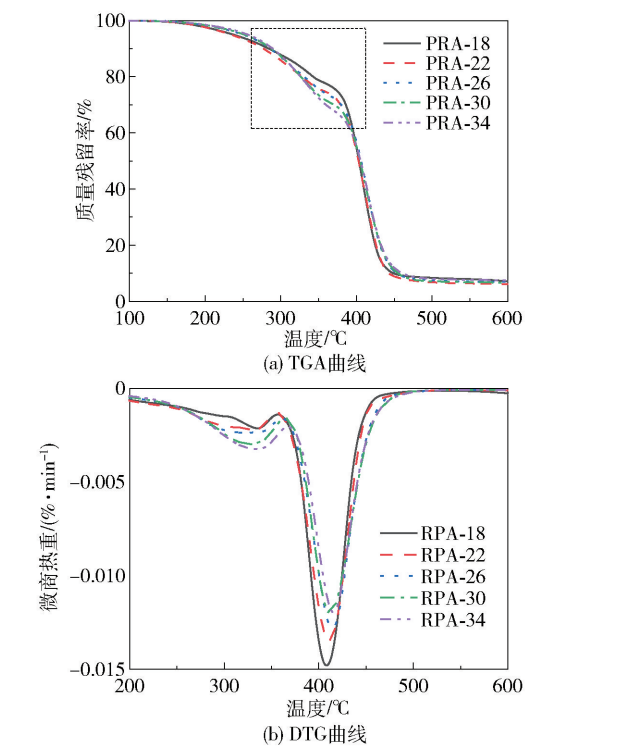 100
80
60
40
20
0
质量残留率/%
PRA-18
PRA-22
PRA-26
PRA-30
PRA-34
100 200 300 400 500 600
温度/℃
(a) TGA曲线
0
-0.005
-0.010
-0.015
微商热重/(%·min⁻¹)
RPA-18
RPA-22
RPA-26
RPA-30
RPA-34
200 300 400 500 600
温度/℃
(b) DTG曲线